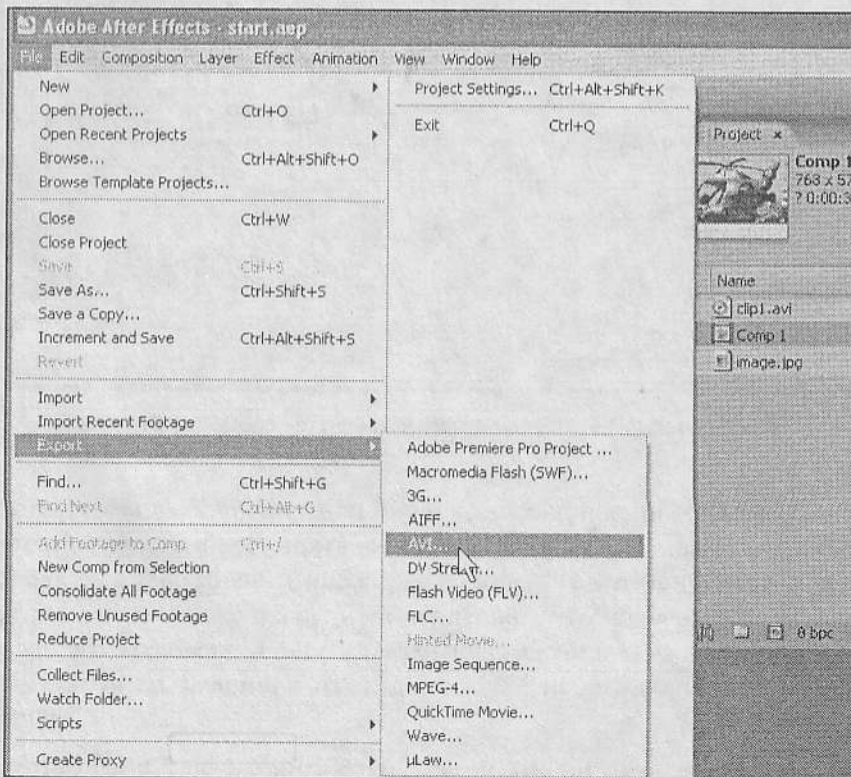 Adobe After Effects - start.aep
File Edit Composition Layer Effect Animation View Window Help
New
Open Project... Ctrl+O
Open Recent Projects
Browse... Ctrl+Alt+Shift+O
Browse Template Projects...
Close Ctrl+W
Close Project
Save Ctrl+S
Save As... Ctrl+Shift+S
Save a Copy...
Increment and Save Ctrl+Alt+Shift+S
Revert
Import
Import Recent Footage
Export
Find... Ctrl+Shift+G
Find Next Ctrl+Alt+G
Add Footage to Comp Ctrl+/
New Comp from Selection
Consolidate All Footage
Remove Unused Footage
Reduce Project
Collect Files...
Watch Folder...
Scripts
Create Proxy
Project Settings... Ctrl+Alt+Shift+K
Exit Ctrl+Q
Adobe Premiere Pro Project ...
Macromedia Flash (SWF)...
3G...
AIFF...
AVI...
DV Stream...
Flash Video (FLV)...
FLC...
Hinted Movie...
Image Sequence...
MPEG-4...
QuickTime Movie...
Wave...
µLaw...
Project ×
Comp 1
763 x 57
? 0:00:3
Name
clip1.avi
Comp 1
image.jpg
8 bpc